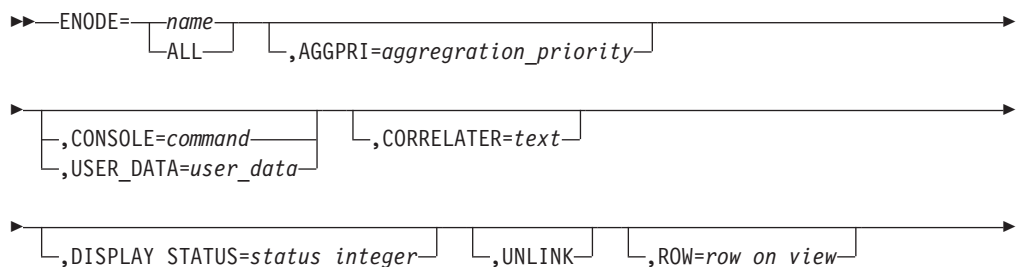 ENODE= name ,AGGPRI=aggregration_priority
ALL
,CONSOLE=command ,CORRELATER=text
,USER_DATA=user_data
,DISPLAY STATUS=status integer ,UNLINK ,ROW=row on view